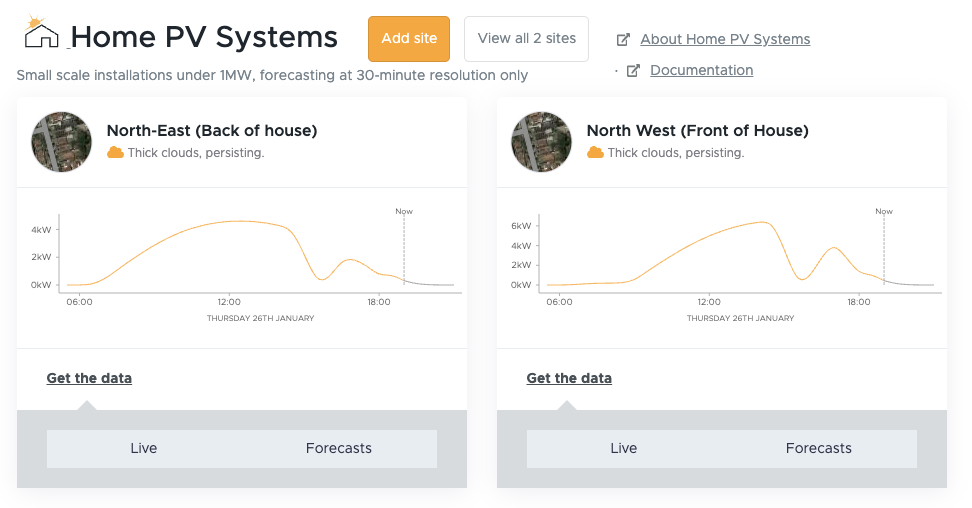 Home PV Systems
Add site
View all 2 sites
About Home PV Systems
Small scale installations under 1MW, forecasting at 30-minute resolution only
· Documentation
North-East (Back of house)
Thick clouds, persisting.
Now
4kW
2kW
0kW
06:00 12:00 18:00
THURSDAY 26TH JANUARY
Get the data
Live Forecasts
North West (Front of House)
Thick clouds, persisting.
Now
6kW
4kW
2kW
0kW
06:00 12:00 18:00
THURSDAY 26TH JANUARY
Get the data
Live Forecasts